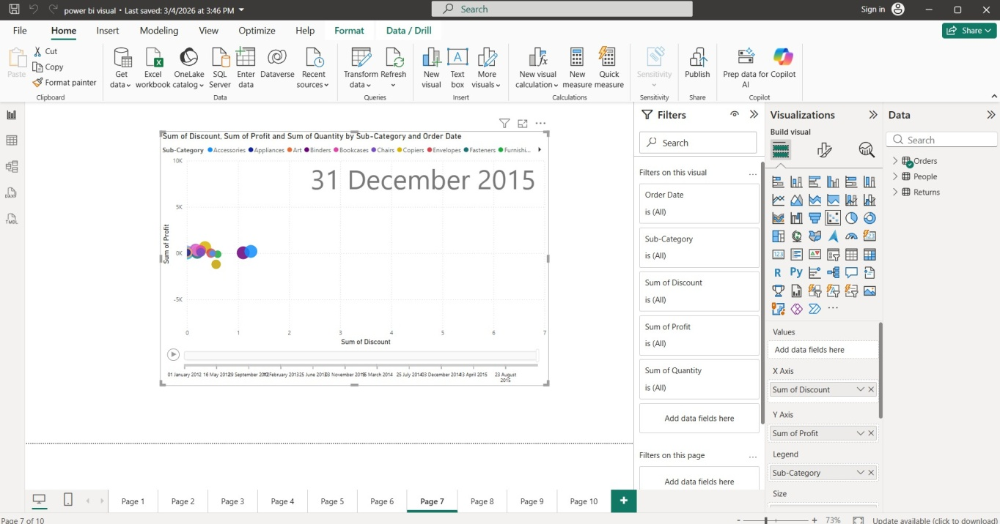 power bi visual • Last saved: 3/4/2026 at 3:46 PM
Search
Sign in
File Home Insert Modeling View Optimize Help Format Data / Drill
Share
Paste
Cut
Copy
Format painter
Clipboard
Get data
Excel workbook
OneLake catalog
SQL Server
Enter data
Dataverse
Recent sources
Data
Transform data
Refresh
Queries
New visual
Text box
More visuals
Insert
New visual calculation
New measure
Quick measure
Calculations
Sensitivity
Sensitivity
Publish
Share
Prep data for AI
Copilot
Copilot
Sum of Discount, Sum of Profit and Sum of Quantity by Sub-Category and Order Date
Sub-Category Accessories Appliances Art Binders Bookcases Chairs Copiers Envelopes Fasteners Furnishi...
31 December 2015
10K
5K
0K
-5K
Sum of Profit
0 1 2 3 4 5 6 7
Sum of Discount
01 January 2012 16 May 2012 25 June 2013 5 March 2014 25 July 2014 03 December 2014 13 April 2015 23 August 2015
Filters
Search
Filters on this visual
Order Date
is (All)
Sub-Category
is (All)
Sum of Discount
is (All)
Sum of Profit
is (All)
Sum of Quantity
is (All)
Add data fields here
Filters on this page
Add data fields here
Visualizations
Build visual
R Py
Values
Add data fields here
X Axis
Sum of Discount
Y Axis
Sum of Profit
Legend
Sub-Category
Size
Data
Search
Orders
People
Returns
Page 1 Page 2 Page 3 Page 4 Page 5 Page 6 Page 7 Page 8 Page 9 Page 10
Page 7 of 10
73%
Update available (click to download)